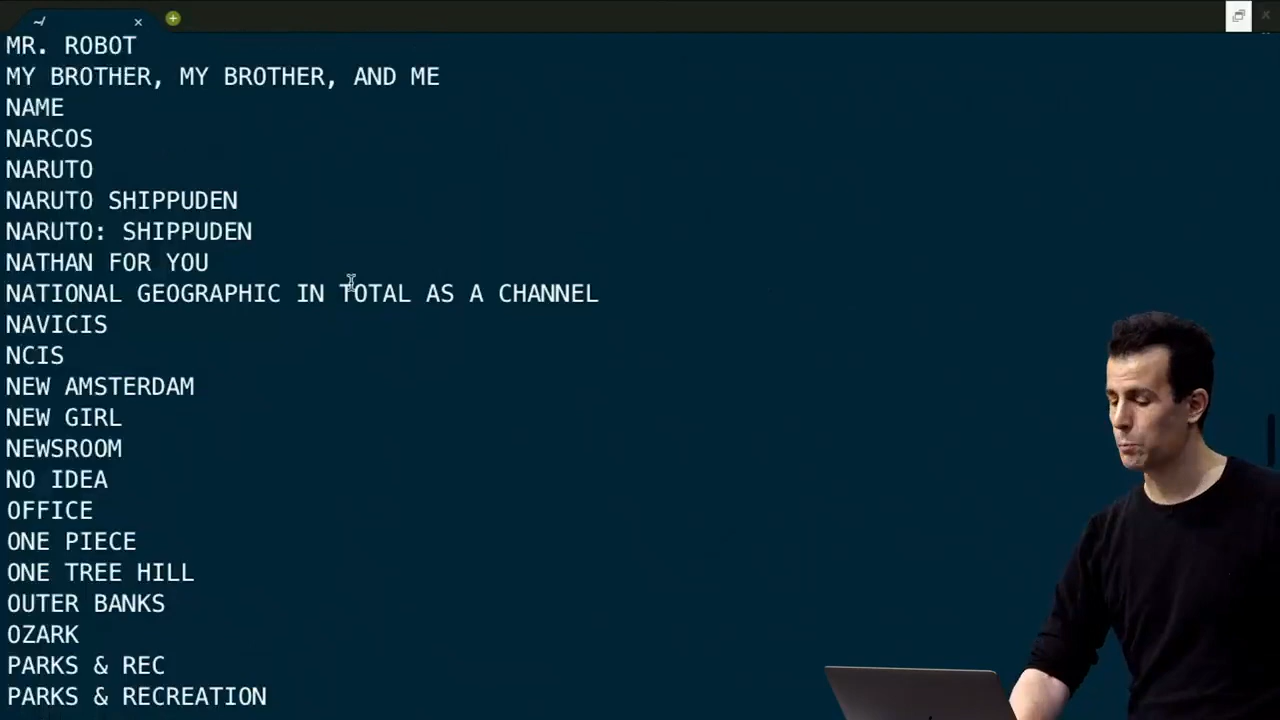 ~/
MR. ROBOT
MY BROTHER, MY BROTHER, AND ME
NAME
NARCOS
NARUTO
NARUTO SHIPPUDEN
NARUTO: SHIPPUDEN
NATHAN FOR YOU
NATIONAL GEOGRAPHIC IN TOTAL AS A CHANNEL
NAVICIS
NCIS
NEW AMSTERDAM
NEW GIRL
NEWSROOM
NO IDEA
OFFICE
ONE PIECE
ONE TREE HILL
OUTER BANKS
OZARK
PARKS & REC
PARKS & RECREATION